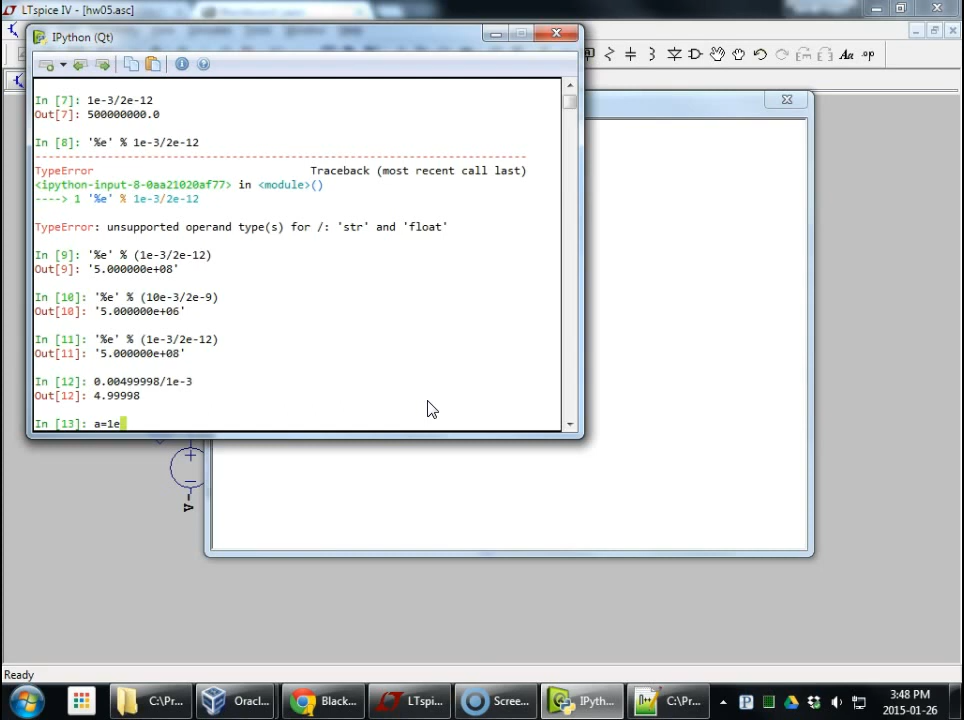 LTspice IV - [hw05.asc]
IPython (Qt)
Aa .op
In [7]: 1e-3/2e-12
Out[7]: 500000000.0
In [8]: '%e' % 1e-3/2e-12
TypeError Traceback (most recent call last)
<ipython-input-8-0aa21020af77> in <module>()
----> 1 '%e' % 1e-3/2e-12
TypeError: unsupported operand type(s) for /: 'str' and 'float'
In [9]: '%e' % (1e-3/2e-12)
Out[9]: '5.000000e+08'
In [10]: '%e' % (10e-3/2e-9)
Out[10]: '5.000000e+06'
In [11]: '%e' % (1e-3/2e-12)
Out[11]: '5.000000e+08'
In [12]: 0.00499998/1e-3
Out[12]: 4.99998
In [13]: a=1e
-A
Ready
C:\Pr... Oracl... Black... LTspi... Scree... IPyth... C:\Pr...
3:48 PM
2015-01-26